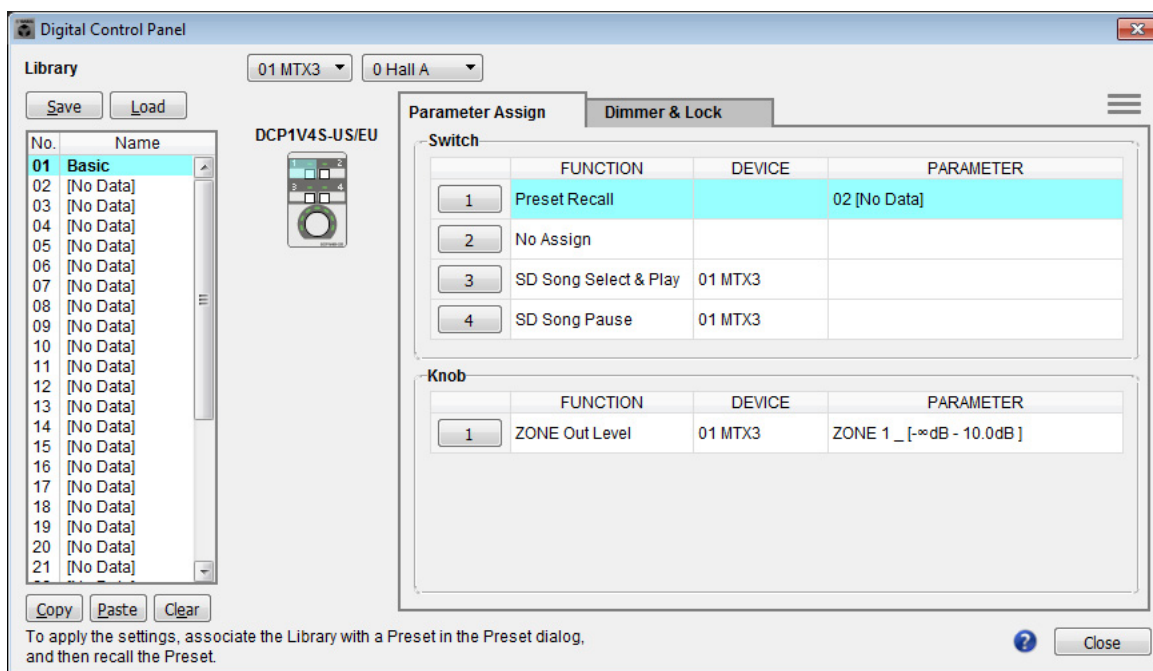 Digital Control Panel
Library
01 MTX3
0 Hall A
Save
Load
Parameter Assign
Dimmer & Lock
No. Name
01 Basic
02 [No Data]
03 [No Data]
04 [No Data]
05 [No Data]
06 [No Data]
07 [No Data]
08 [No Data]
09 [No Data]
10 [No Data]
11 [No Data]
12 [No Data]
13 [No Data]
14 [No Data]
15 [No Data]
16 [No Data]
17 [No Data]
18 [No Data]
19 [No Data]
20 [No Data]
21 [No Data]
DCP1V4S-US/EU
1 2
3 4
Switch
FUNCTION DEVICE PARAMETER
1 Preset Recall 02 [No Data]
2 No Assign
3 SD Song Select & Play 01 MTX3
4 SD Song Pause 01 MTX3
Knob
FUNCTION DEVICE PARAMETER
1 ZONE Out Level 01 MTX3 ZONE 1 _ [-∞dB - 10.0dB ]
Copy
Paste
Clear
To apply the settings, associate the Library with a Preset in the Preset dialog,
and then recall the Preset.
?
Close